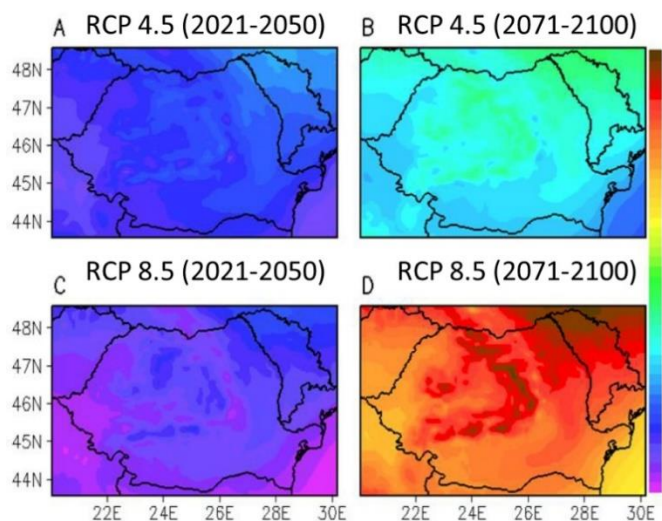 A RCP 4.5 (2021-2050)
B RCP 4.5 (2071-2100)
48N
47N
46N
45N
44N
C RCP 8.5 (2021-2050)
D RCP 8.5 (2071-2100)
48N
47N
46N
45N
44N
22E 24E 26E 28E 30E
22E 24E 26E 28E 30E